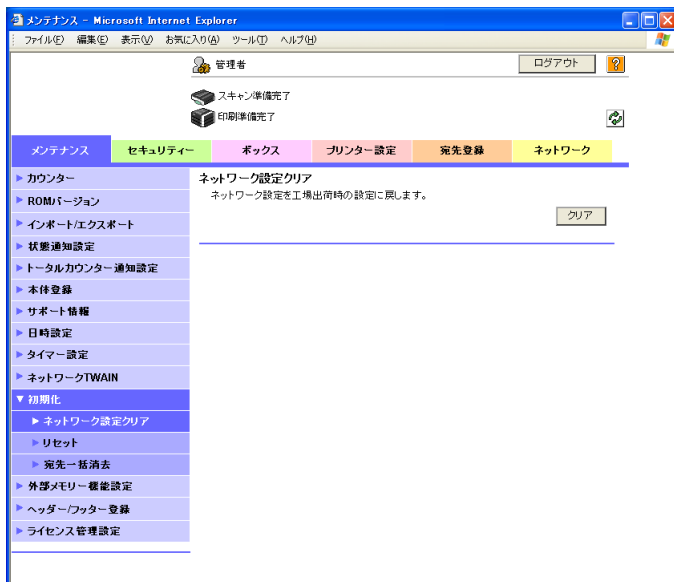 メンテナンス - Microsoft Internet Explorer
ファイル(F) 編集(E) 表示(V) お気に入り(A) ツール(T) ヘルプ(H)
管理者 ログアウト ?
スキャン準備完了
印刷準備完了
メンテナンス セキュリティー ボックス プリンター設定 宛先登録 ネットワーク
カウンター
ROMバージョン
インポート/エクスポート
状態通知設定
トータルカウンター通知設定
本体登録
サポート情報
日時設定
タイマー設定
ネットワークTWAIN
初期化
ネットワーク設定クリア
リセット
宛先一括消去
外部メモリー機能設定
ヘッダー/フッター登録
ライセンス管理設定
ネットワーク設定クリア
ネットワーク設定を工場出荷時の設定に戻します。
クリア